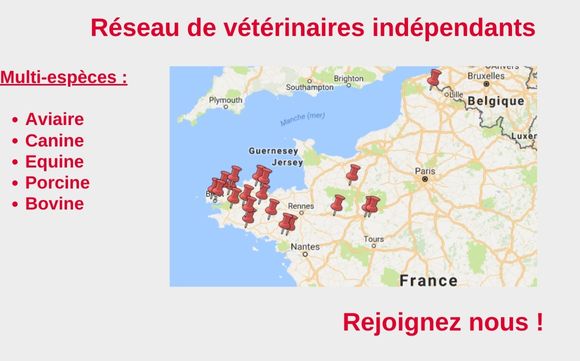 Réseau de vétérinaires indépendants
Multi-espèces :
• Aviaire
• Canine
• Equine
• Porcine
• Bovine
Anvers
Brighton
Bruxelles
Southampton
Lille
Plymouth
Belgique
Manche (mer)
Luxem
Guernesey
Jersey
Paris
Rennes
Tours
Nantes
France
Rejoignez nous !